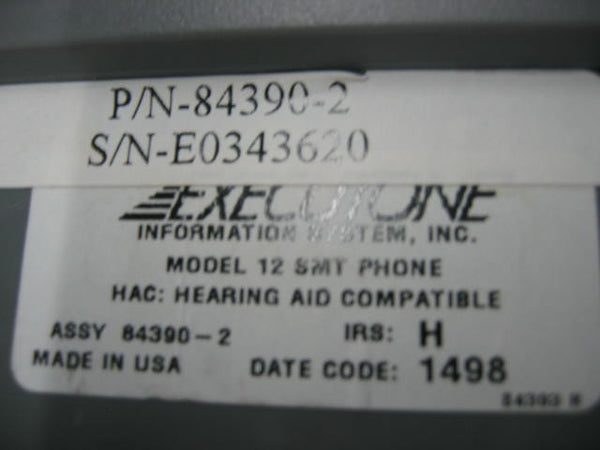 P/N-84390-2
S/N-E0343620
EXECUTONE
INFORMATION SYSTEM, INC.
MODEL 12 SMT PHONE
HAC: HEARING AID COMPATIBLE
ASSY 84390-2 IRS: H
MADE IN USA DATE CODE: 1498